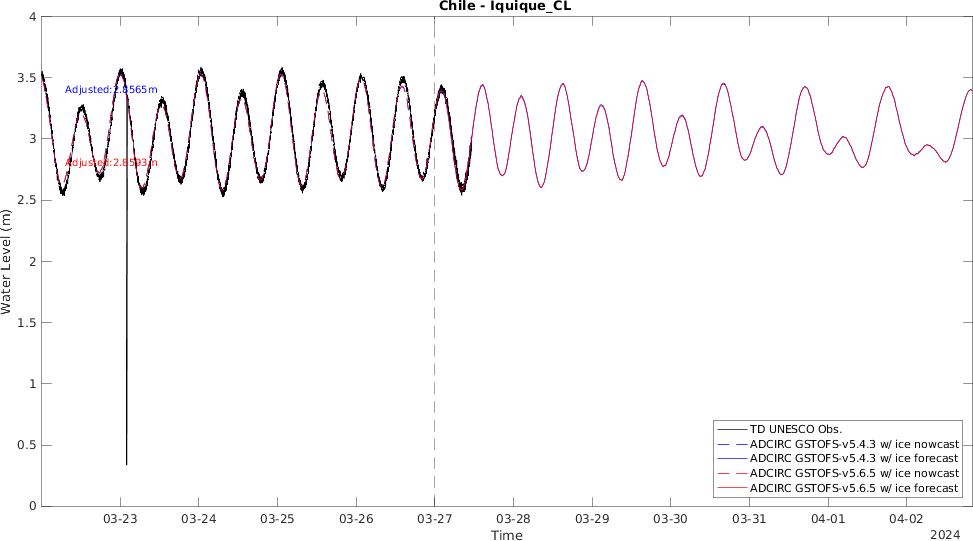 Chile - Iquique_CL
4
3.5
3
2.5
2
1.5
1
0.5
0
Water Level (m)
Adjusted:2.8565m
Adjusted:2.8593m
TD UNESCO Obs.
ADCIRC GSTOFS-v5.4.3 w/ ice nowcast
ADCIRC GSTOFS-v5.4.3 w/ ice forecast
ADCIRC GSTOFS-v5.6.5 w/ ice nowcast
ADCIRC GSTOFS-v5.6.5 w/ ice forecast
03-23 03-24 03-25 03-26 03-27 03-28 03-29 03-30 03-31 04-01 04-02
Time
2024